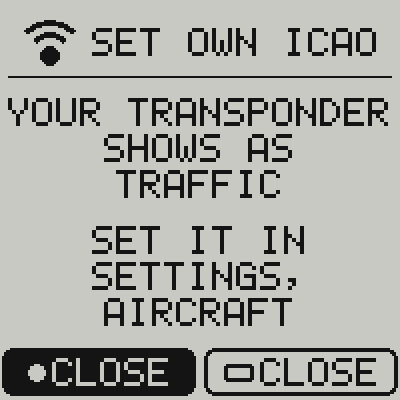 SET OWN ICAO
YOUR TRANSPONDER
SHOWS AS
TRAFFIC
SET IT IN
SETTINGS,
AIRCRAFT
CLOSE
CLOSE